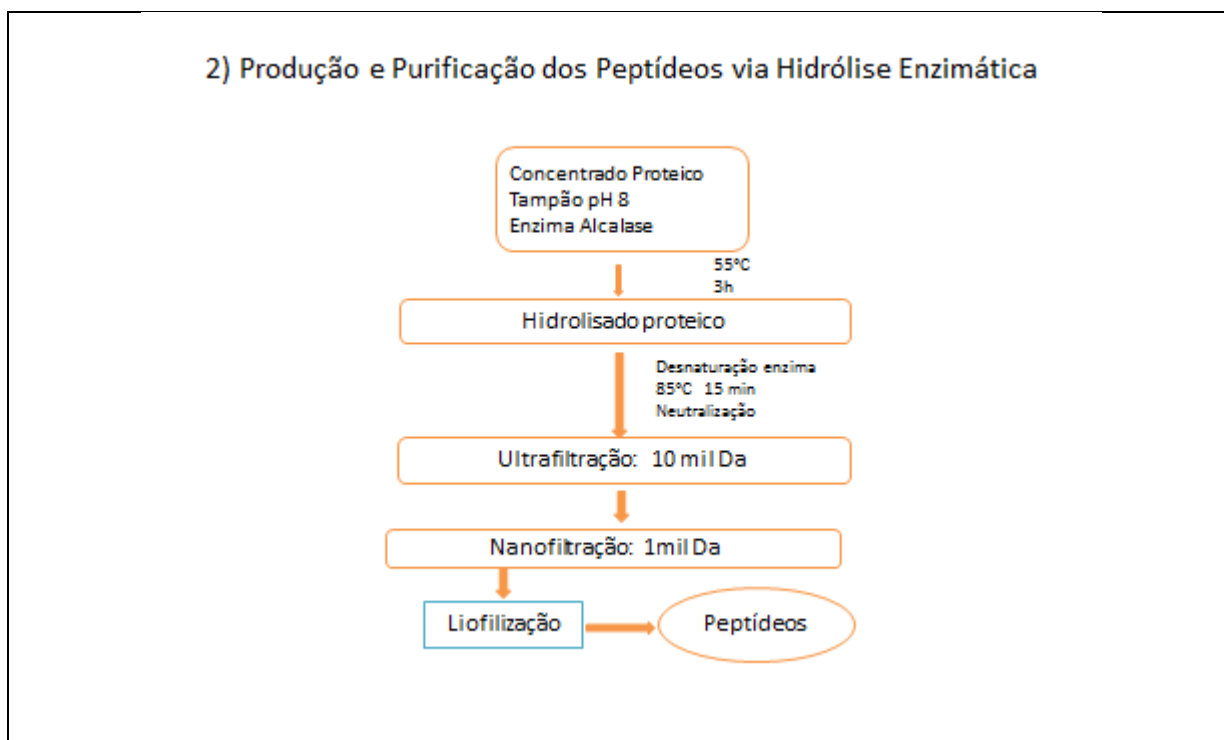 2) Produção e Purificação dos Peptídeos via Hidrólise Enzimática
Concentrado Proteico
Tampão pH 8
Enzima Alcalase
55ºC
3h
Hidrolisado proteico
Desnaturação enzima
85ºC 15 min
Neutralização
Ultrafiltração: 10 mil Da
Nanofiltração: 1mil Da
Liofilização
Peptídeos